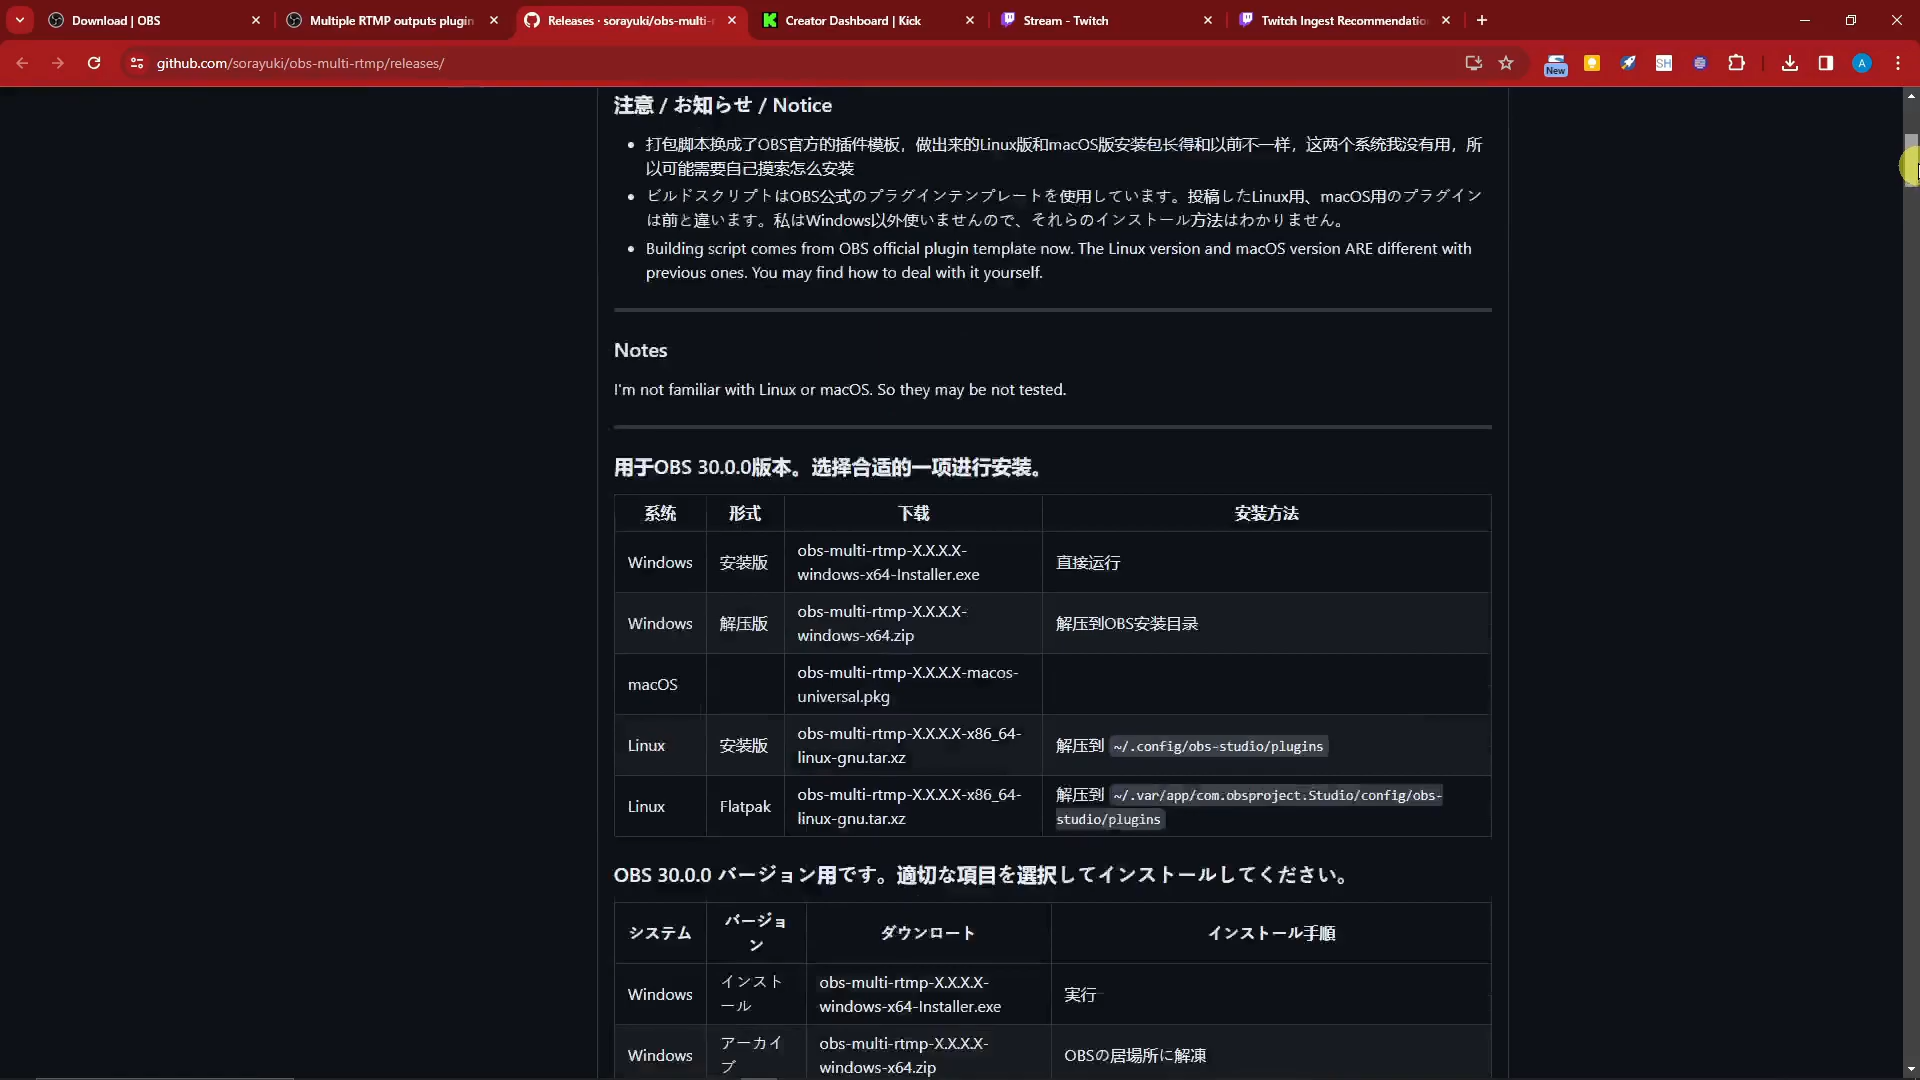 Download | OBS
Multiple RTMP outputs plugin
Releases · sorayuki/obs-multi-r
Creator Dashboard | Kick
Stream - Twitch
Twitch Ingest Recommendatio
github.com/sorayuki/obs-multi-rtmp/releases/
New
SH
A
注意 / お知らせ / Notice
打包脚本换成了OBS官方的插件模板，做出来的Linux版和macOS版安装包长得和以前不一样，这两个系统我没有用，所
以可能需要自己摸索怎么安装
ビルドスクリプトはOBS公式のプラグインテンプレートを使用しています。投稿したLinux用、macOS用のプラグイン
は前と違います。私はWindows以外使いませんので、それらのインストール方法はわかりません。
Building script comes from OBS official plugin template now. The Linux version and macOS version ARE different with
previous ones. You may find how to deal with it yourself.
Notes
I'm not familiar with Linux or macOS. So they may be not tested.
用于OBS 30.0.0版本。选择合适的一项进行安装。
系统 形式 下载 安装方法
Windows 安装版 obs-multi-rtmp-X.X.X.X-
windows-x64-Installer.exe 直接运行
Windows 解压版 obs-multi-rtmp-X.X.X.X-
windows-x64.zip 解压到OBS安装目录
macOS obs-multi-rtmp-X.X.X.X-macos-
universal.pkg
Linux 安装版 obs-multi-rtmp-X.X.X.X-x86_64-
linux-gnu.tar.xz 解压到 ~/.config/obs-studio/plugins
Linux Flatpak obs-multi-rtmp-X.X.X.X-x86_64-
linux-gnu.tar.xz 解压到 ~/.var/app/com.obsproject.Studio/config/obs-
studio/plugins
OBS 30.0.0 バージョン用です。適切な項目を選択してインストールしてください。
システム バージョ
ン ダウンロート インストール手順
Windows インスト
ール obs-multi-rtmp-X.X.X.X-
windows-x64-Installer.exe 実行
Windows アーカイ
ブ obs-multi-rtmp-X.X.X.X-
windows-x64.zip OBSの居場所に解凍